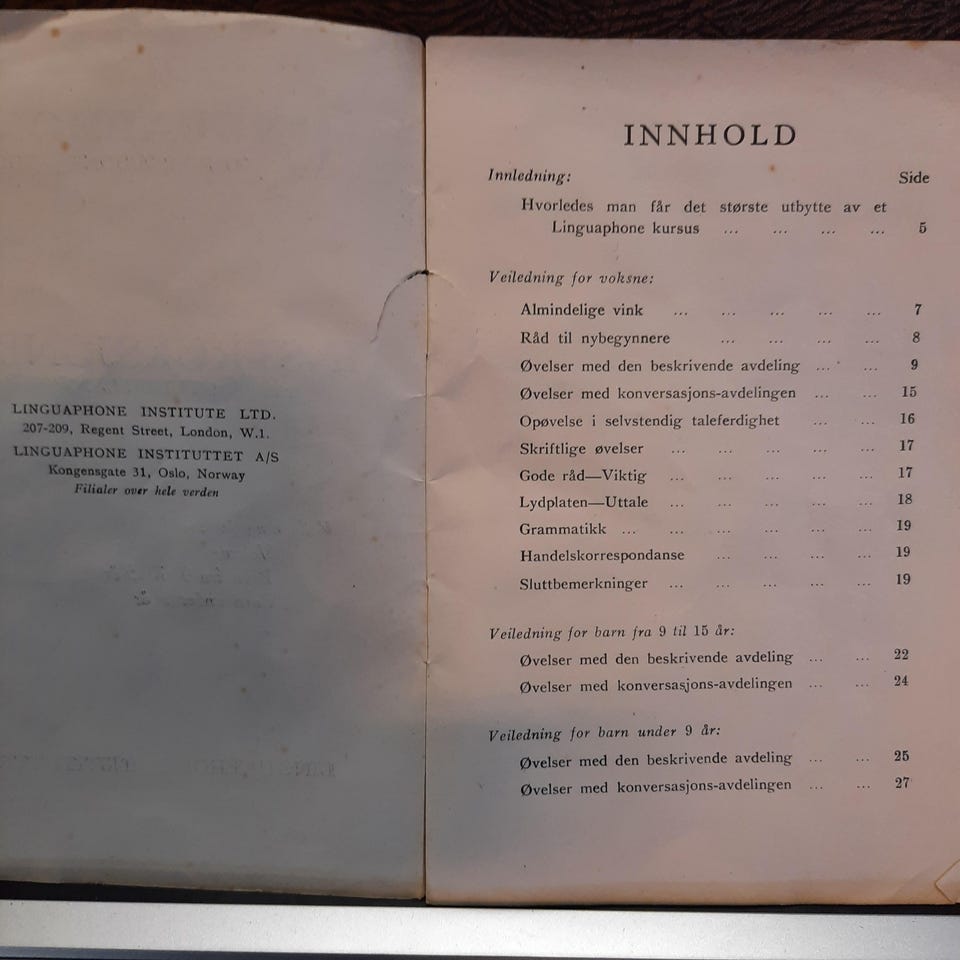 LINGUAPHONE INSTITUTE LTD.
207-209, Regent Street, London, W.1.
LINGUAPHONE INSTITUTTET A/S
Kongensgate 31, Oslo, Norway
Filialer over hele verden
INNHOLD
Innledning: Side
Hvorledes man får det største utbytte av et
Linguaphone kursus ... ... ... ... 5
Veiledning for voksne:
Almindelige vink ... ... ... ... ... 7
Råd til nybegynnere ... ... ... ... 8
Øvelser med den beskrivende avdeling ... ... 9
Øvelser med konversasjons-avdelingen ... ... 15
Opøvelse i selvstendig taleferdighet ... ... 16
Skriftlige øvelser ... ... ... ... ... 17
Gode råd—Viktig ... ... ... ... ... 17
Lydplaten—Uttale ... ... ... ... ... 18
Grammatikk ... ... ... ... ... ... 19
Handelskorrespondanse ... ... ... ... 19
Sluttbemerkninger ... ... ... ... ... 19
Veiledning for barn fra 9 til 15 år:
Øvelser med den beskrivende avdeling ... ... 22
Øvelser med konversasjons-avdelingen ... ... 24
Veiledning for barn under 9 år:
Øvelser med den beskrivende avdeling ... ... 25
Øvelser med konversasjons-avdelingen ... ... 27